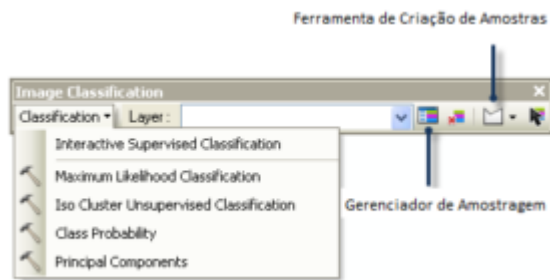 Ferramenta de Criação de Amostras
Image Classification
Classification Layer:
Interactive Supervised Classification
Maximum Likelihood Classification
Iso Cluster Unsupervised Classification
Gerenciador de Amostragem
Class Probability
Principal Components